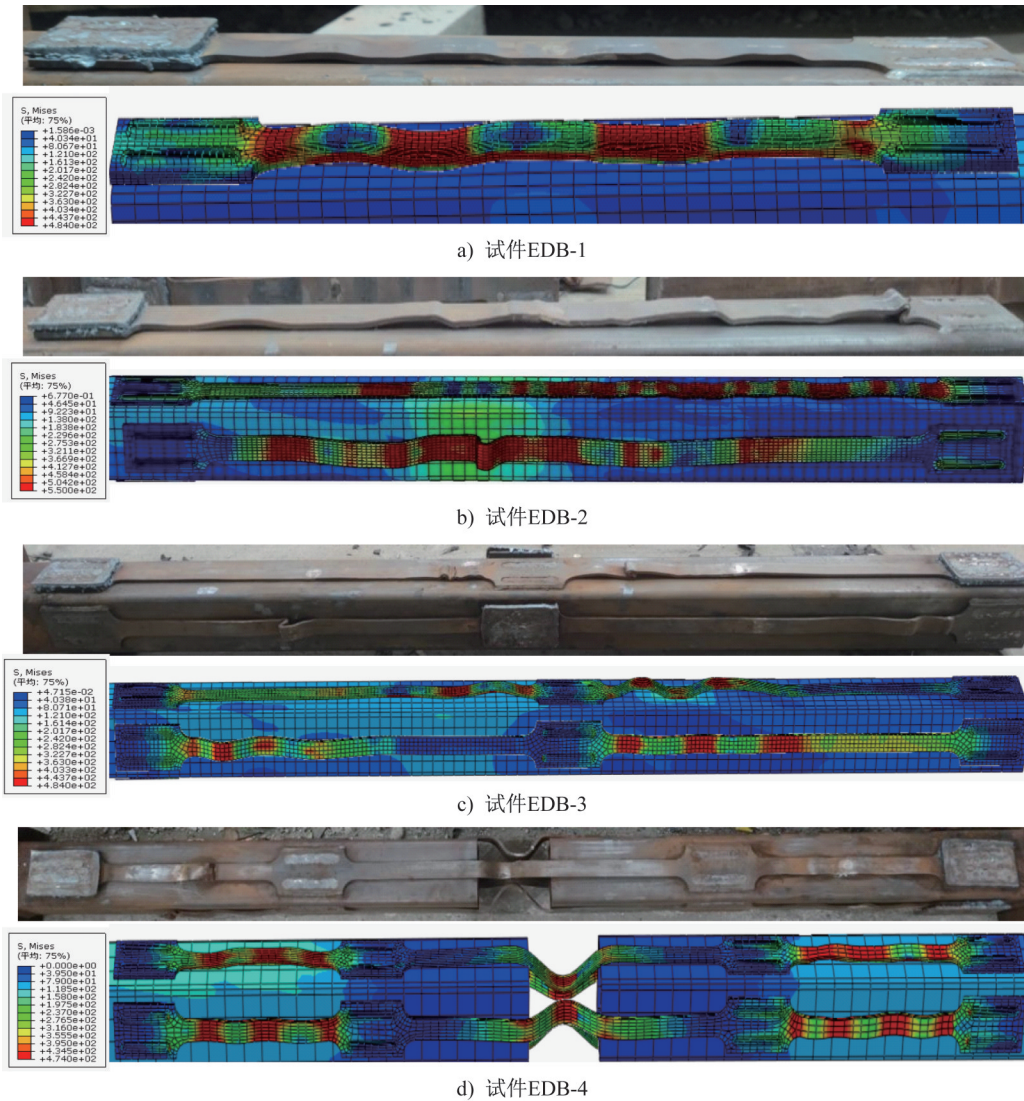 S, Mises
(平均: 75%)
+1.586e-03
+4.034e+01
+8.067e+01
+1.210e+02
+1.613e+02
+2.017e+02
+2.420e+02
+2.824e+02
+3.227e+02
+3.630e+02
+4.034e+02
+4.437e+02
+4.840e+02
a) 试件EDB-1
S, Mises
(平均: 75%)
+6.770e-01
+4.645e+01
+9.223e+01
+1.380e+02
+1.838e+02
+2.296e+02
+2.753e+02
+3.211e+02
+3.669e+02
+4.127e+02
+4.584e+02
+5.042e+02
+5.500e+02
b) 试件EDB-2
S, Mises
(平均: 75%)
+4.715e-02
+4.038e+01
+8.071e+01
+1.210e+02
+1.614e+02
+2.017e+02
+2.420e+02
+2.824e+02
+3.227e+02
+3.630e+02
+4.033e+02
+4.437e+02
+4.840e+02
c) 试件EDB-3
S, Mises
(平均: 75%)
+0.000e+00
+3.950e+01
+7.900e+01
+1.185e+02
+1.580e+02
+1.975e+02
+2.370e+02
+2.765e+02
+3.160e+02
+3.555e+02
+3.950e+02
+4.345e+02
+4.740e+02
d) 试件EDB-4